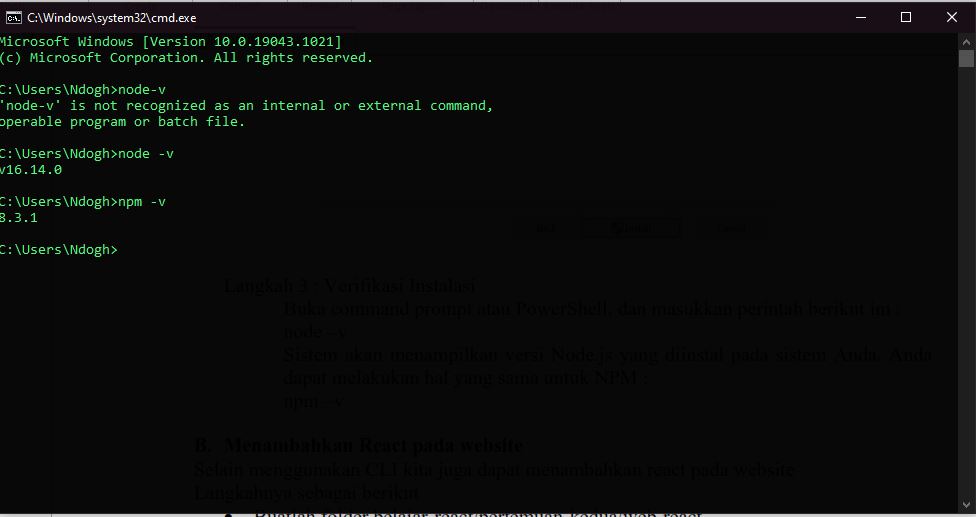 C:\Windows\system32\cmd.exe
Microsoft Windows [Version 10.0.19043.1021]
(c) Microsoft Corporation. All rights reserved.
C:\Users\Ndogh>node-v
'node-v' is not recognized as an internal or external command,
operable program or batch file.
C:\Users\Ndogh>node -v
v16.14.0
C:\Users\Ndogh>npm -v
8.3.1
C:\Users\Ndogh>
Install
Cancel
Langkah 3 : Verifikasi Instalasi
Buka command prompt atau PowerShell, dan masukkan perintah berikut ini :
node –v
Sistem akan menampilkan versi Node.js yang diinstal pada sistem Anda. Anda
dapat melakukan hal yang sama untuk NPM :
npm –v
B. Menambahkan React pada website
Selain menggunakan CLI kita juga dapat menambahkan react pada website
Langkahnya sebagai berikut